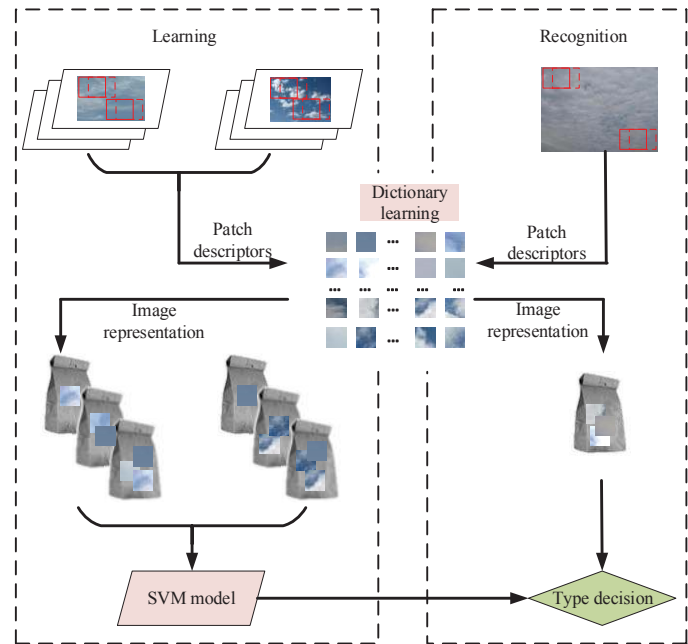 Learning
Recognition
Dictionary
learning
Patch
descriptors
Patch
descriptors
Image
representation
Image
representation
SVM model
Type decision